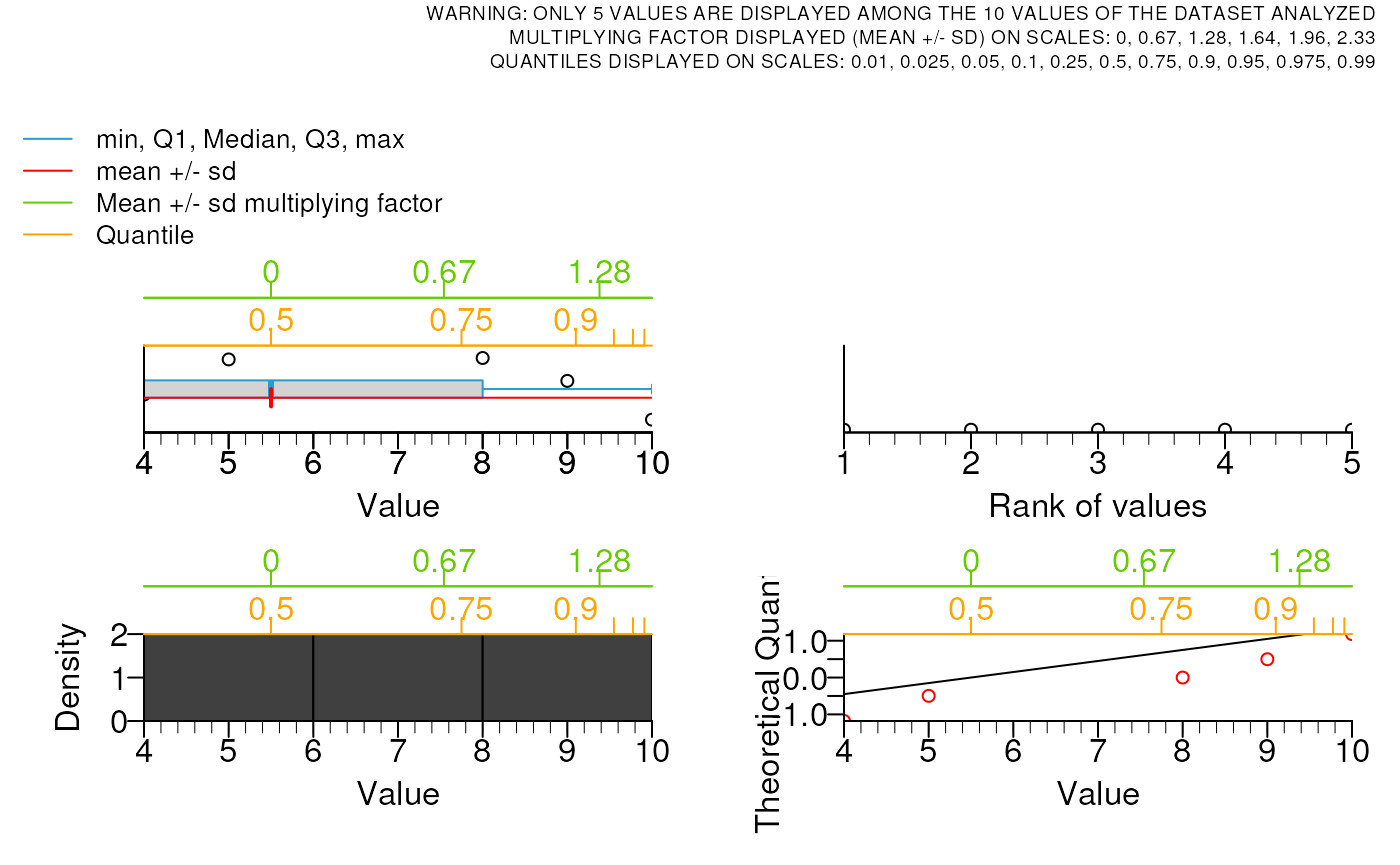 WARNING: ONLY 5 VALUES ARE DISPLAYED AMONG THE 10 VALUES OF THE DATASET ANALYZED
MULTIPLYING FACTOR DISPLAYED (MEAN +/- SD) ON SCALES: 0, 0.67, 1.28, 1.64, 1.96, 2.33
QUANTILES DISPLAYED ON SCALES: 0.01, 0.025, 0.05, 0.1, 0.25, 0.5, 0.75, 0.9, 0.95, 0.975, 0.99
min, Q1, Median, Q3, max
mean +/- sd
Mean +/- sd multiplying factor
Quantile
0 0.67 1.28
0.5 0.75 0.9
4 5 6 7 8 9 10
Value
1 2 3 4 5
Rank of values
0 0.67 1.28
0.5 0.75 0.9
Density
2
1
0
4 5 6 7 8 9 10
Value
0 0.67 1.28
0.5 0.75 0.9
Theoretical Quan
1.0
0.0
1.0
4 5 6 7 8 9 10
Value